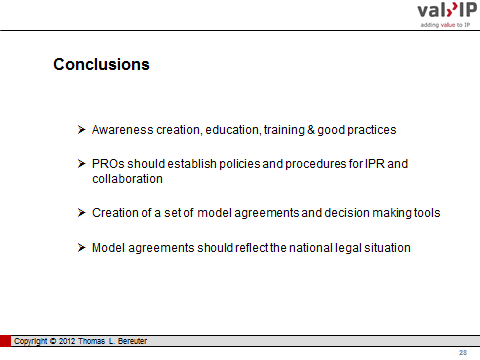 val>>IP
adding value to IP
Conclusions
➢ Awareness creation, education, training & good practices
➢ PROs should establish policies and procedures for IPR and
collaboration
➢ Creation of a set of model agreements and decision making tools
➢ Model agreements should reflect the national legal situation
Copyright © 2012 Thomas L. Bereuter
28